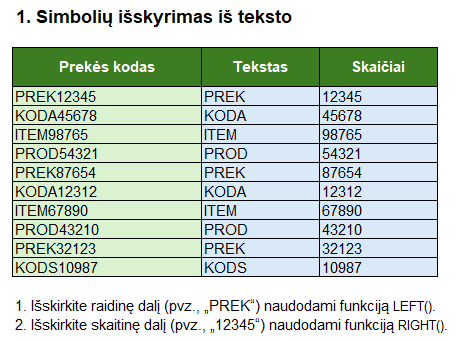 1. Simbolių išskyrimas iš teksto
Prekės kodas Tekstas Skaičiai
PREK12345 PREK 12345
KODA45678 KODA 45678
ITEM98765 ITEM 98765
PROD54321 PROD 54321
PREK87654 PREK 87654
KODA12312 KODA 12312
ITEM67890 ITEM 67890
PROD43210 PROD 43210
PREK32123 PREK 32123
KODS10987 KODS 10987
1. Išskirkite raidinę dalį (pvz., „PREK“) naudodami funkciją LEFT().
2. Išskirkite skaitinę dalį (pvz., „12345“) naudodami funkciją RIGHT().